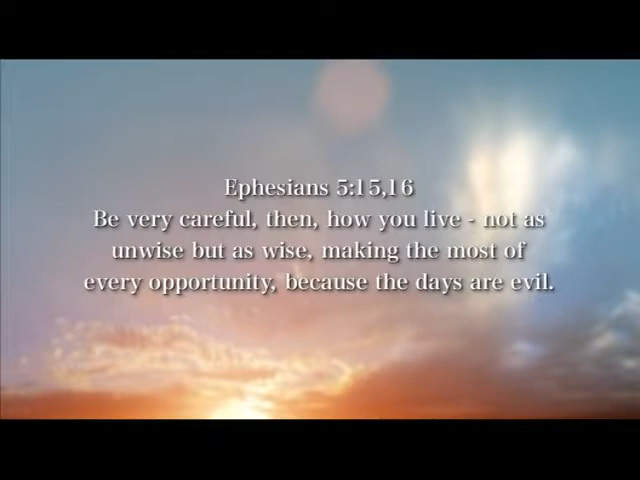 Ephesians 5:15,16
Be very careful, then, how you live - not as
unwise but as wise, making the most of
every opportunity, because the days are evil.